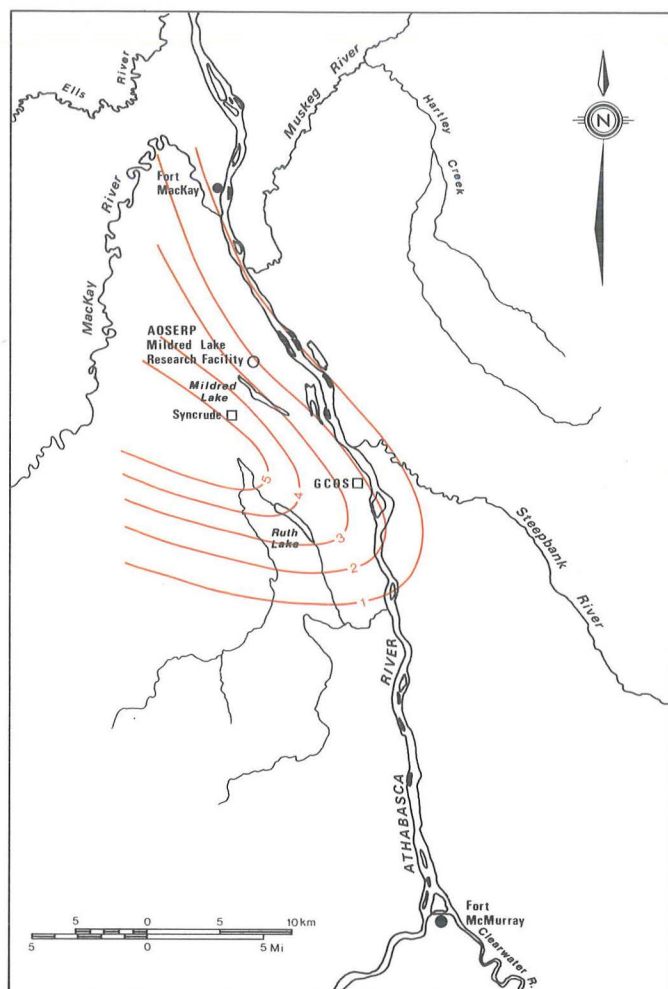 Ells
River
Muskeg River
Hartley
Creek
N
Fort
MacKay
MacKay River
AOSERP
Mildred Lake
Research Facility
Mildred
Lake
Syncrude
GCOS
5
4
3
2
1
Ruth
Lake
Steepbank
River
ATHABASCA RIVER
Fort
McMurray
Clearwater R.
5 0 5 10 km
5 0 5 Mi